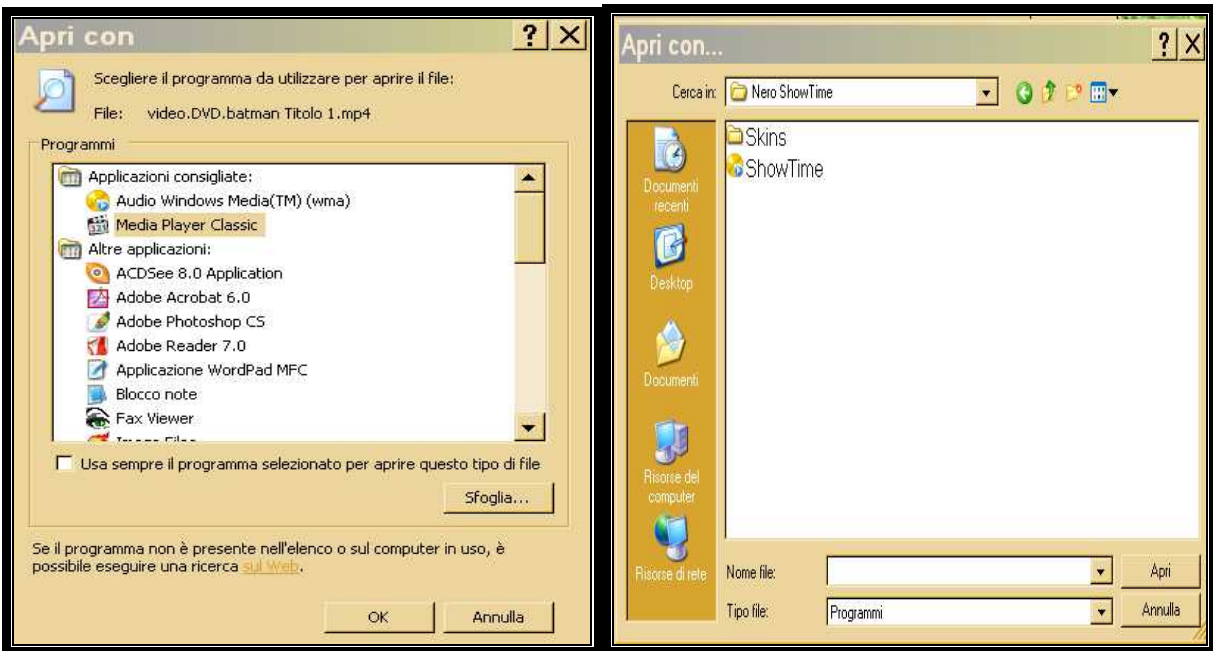 Apri con
Scegliere il programma da utilizzare per aprire il file:
File: video.DVD.batman Titolo 1.mp4
Programmi
Applicazioni consigliate:
Audio Windows Media(TM) (wma)
Media Player Classic
Altre applicazioni:
ACDSee 8.0 Application
Adobe Acrobat 6.0
Adobe Photoshop CS
Adobe Reader 7.0
Applicazione WordPad MFC
Blocco note
Fax Viewer
Usa sempre il programma selezionato per aprire questo tipo di file
Sfoglia...
Se il programma non è presente nell'elenco o sul computer in uso, è
possibile eseguire una ricerca sul Web.
OK Annulla
Apri con...
Cerca in: Nero ShowTime
Skins
ShowTime
Documenti
recenti
Desktop
Documenti
Risorse del
computer
Risorse di rete
Nome file: Apri
Tipo file: Programmi Annulla